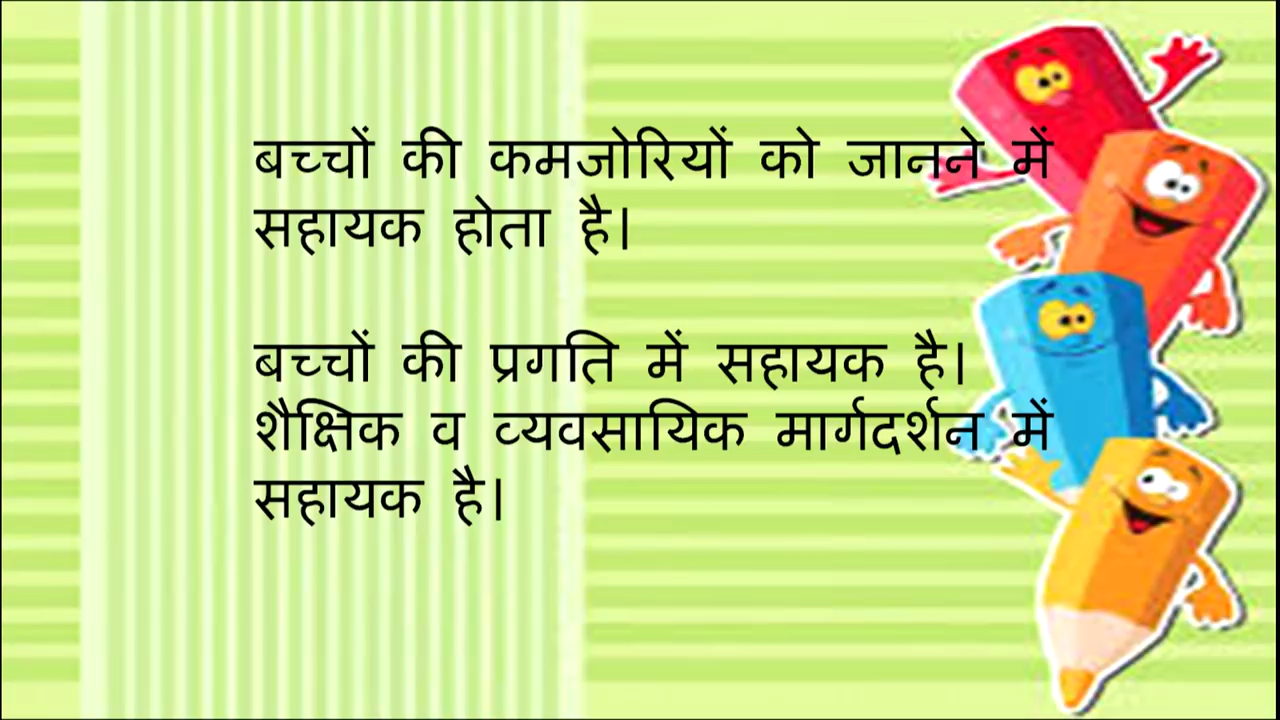 बच्चों की कमजोरियों को जानने में
सहायक होता है।
बच्चों की प्रगति में सहायक है।
शैक्षिक व व्यवसायिक मार्गदर्शन में
सहायक है।